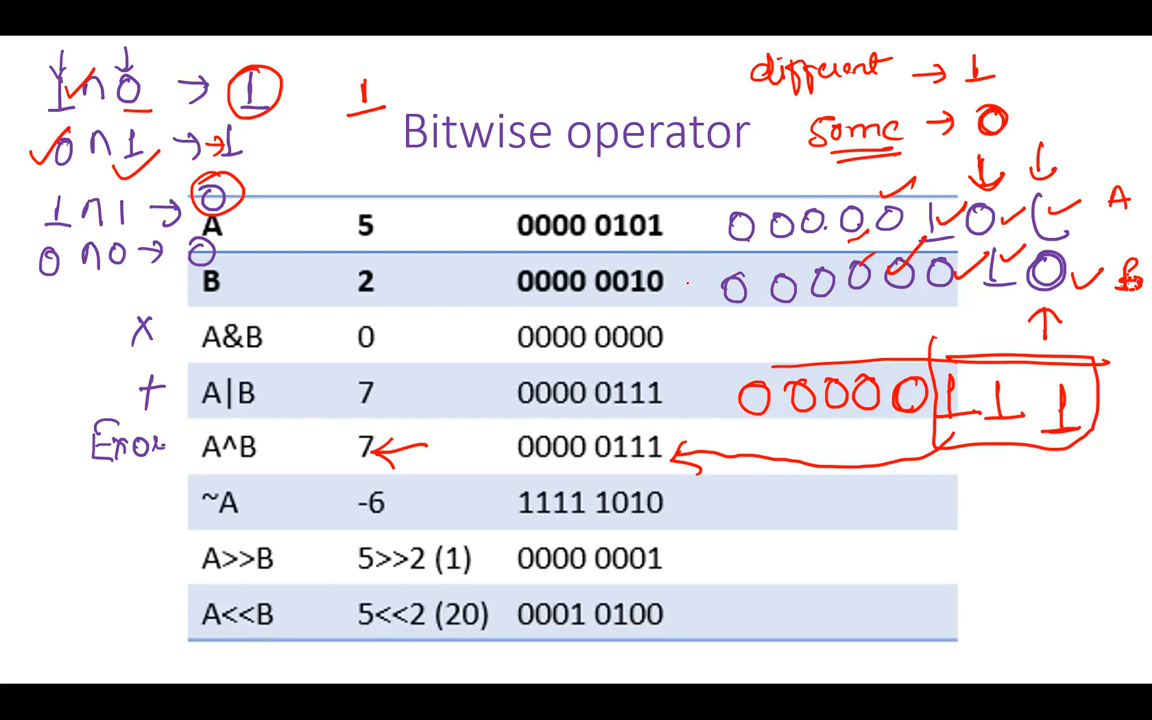 1 ∩ 0 → 1
1
different → 1
0 ∩ 1 → 1
Bitwise operator
Same → 0
1 ∩ 1 → 0
A 5 0000 0101 0 0 0 0 0 1 0 1 A
0 ∩ 0 → 0
B 2 0000 0010 0 0 0 0 0 0 1 0 B
× A&B 0 0000 0000
+ A|B 7 0000 0111 0 0 0 0 0 1 1 1
Exor A^B 7 0000 0111
~A -6 1111 1010
A>>B 5>>2 (1) 0000 0001
A<<B 5<<2 (20) 0001 0100